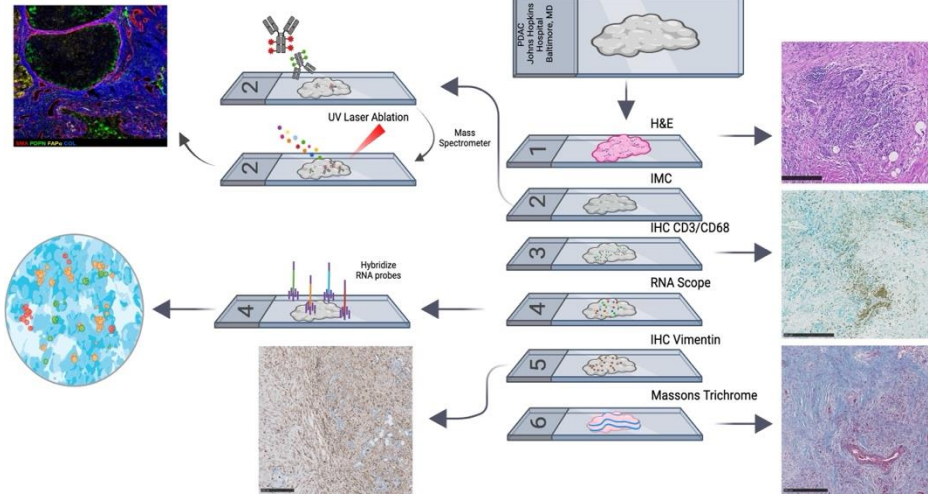 PDAC
Johns Hopkins
Hospital
Baltimore, MD
H&E
1
IMC
2
IHC CD3/CD68
3
RNA Scope
4
IHC Vimentin
5
Massons Trichrome
6
2
UV Laser Ablation
Mass
Spectrometer
2
SMA PDPN FAPα COL
Hybridize
RNA probes
4